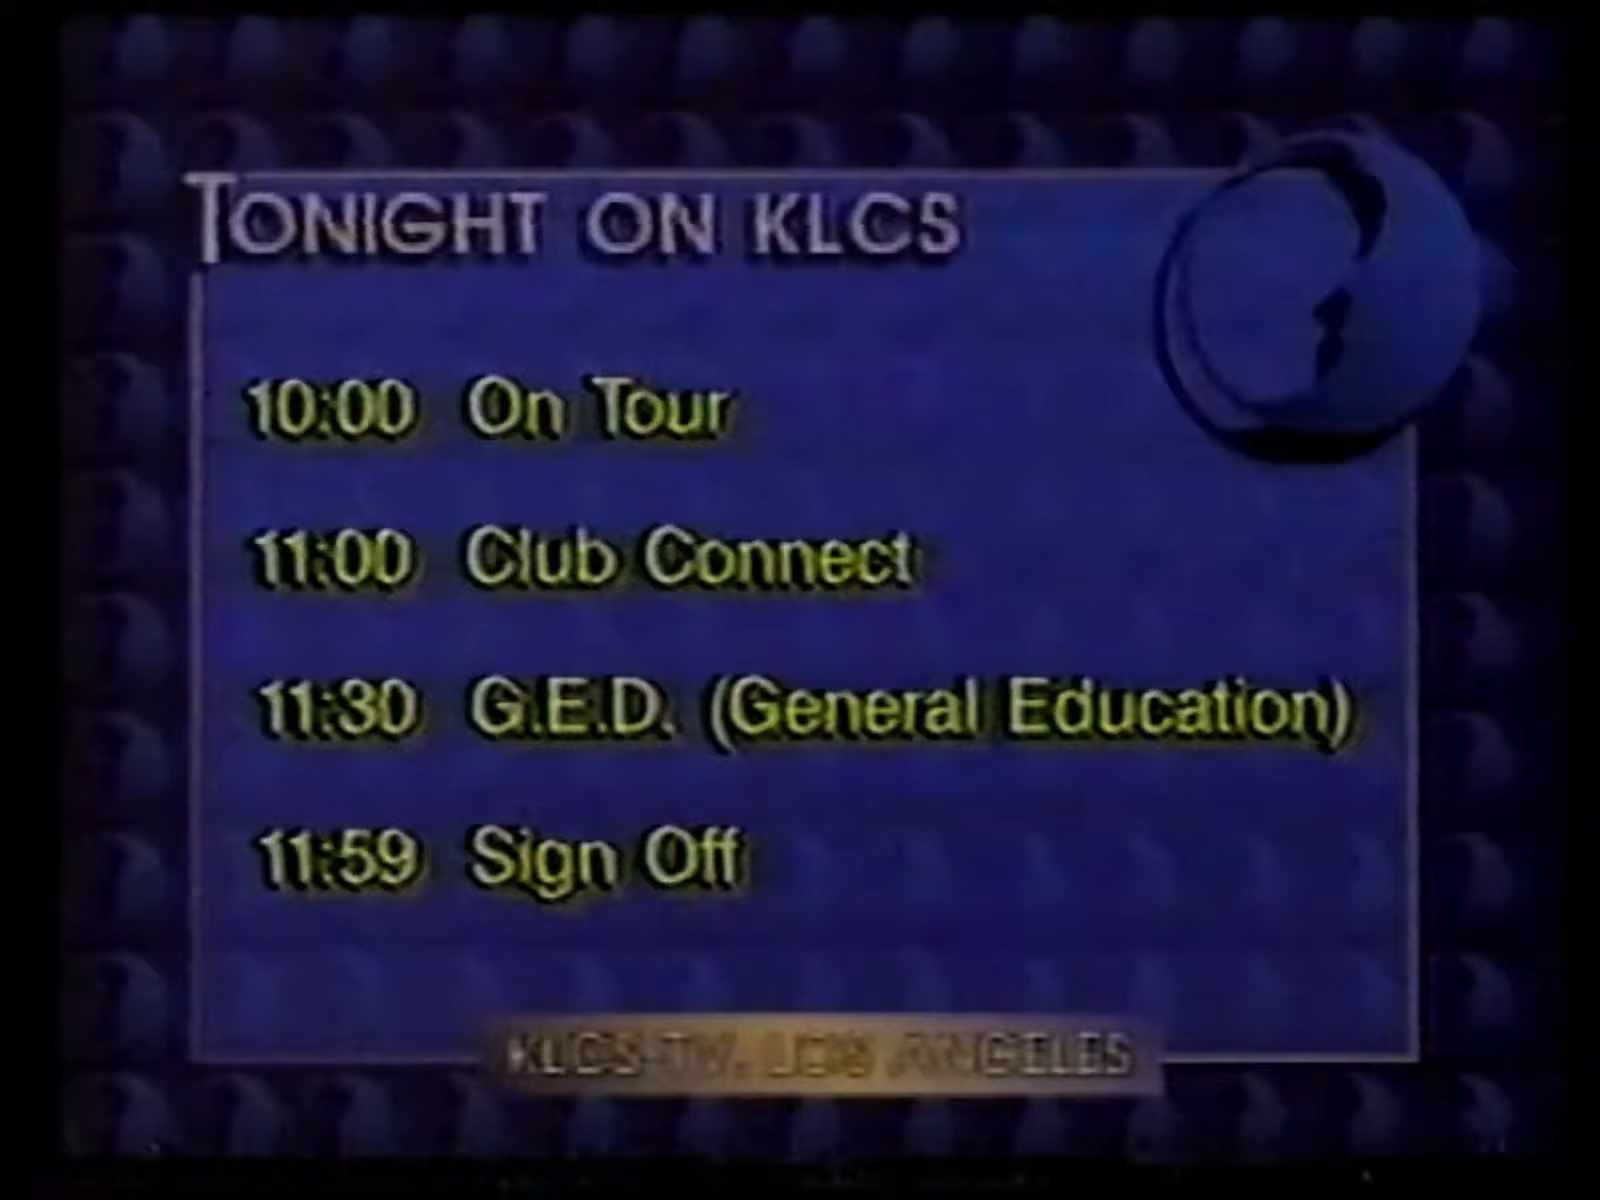 TONIGHT ON KLCS
10:00 On Tour
11:00 Club Connect
11:30 G.E.D. (General Education)
11:59 Sign Off
KLCS-TV, LOS ANGELES